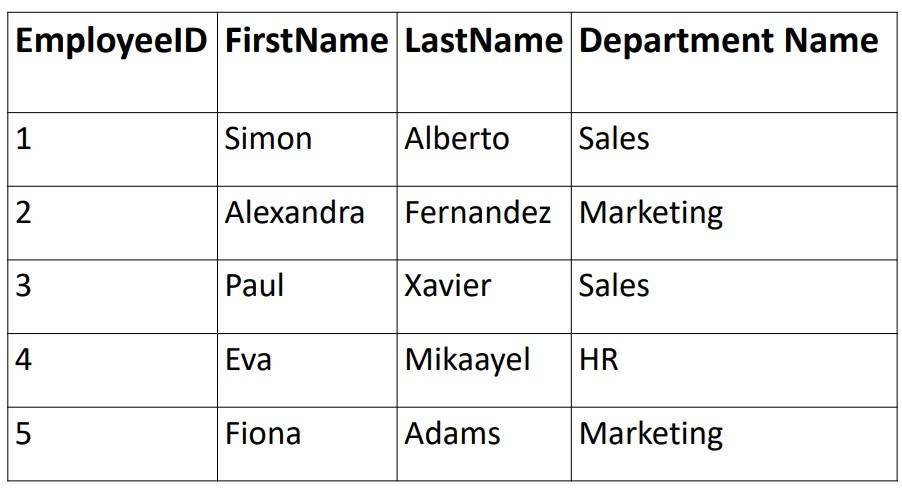 EmployeeID FirstName LastName Department Name
1 Simon Alberto Sales
2 Alexandra Fernandez Marketing
3 Paul Xavier Sales
4 Eva Mikaayel HR
5 Fiona Adams Marketing